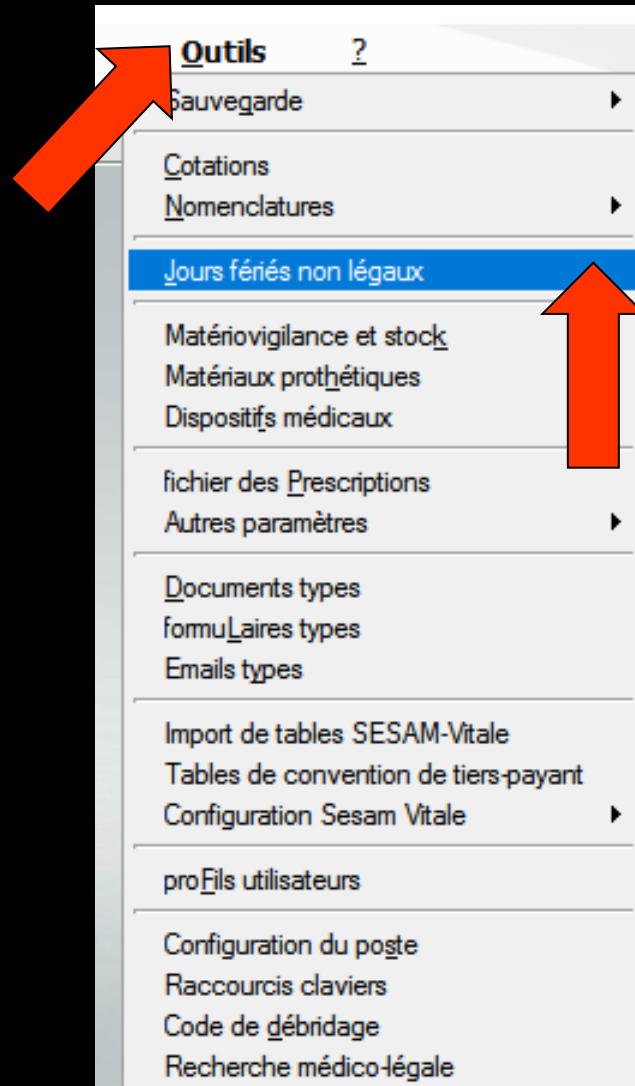 Outils ?
Sauvegarde
Cotations
Nomenclatures
Jours fériés non légaux
Matériovigilance et stock
Matériaux prothétiques
Dispositifs médicaux
fichier des Prescriptions
Autres paramètres
Documents types
formuLaires types
Emails types
Import de tables SESAM-Vitale
Tables de convention de tiers-payant
Configuration Sesam Vitale
proFils utilisateurs
Configuration du poste
Raccourcis claviers
Code de débridage
Recherche médico-légale